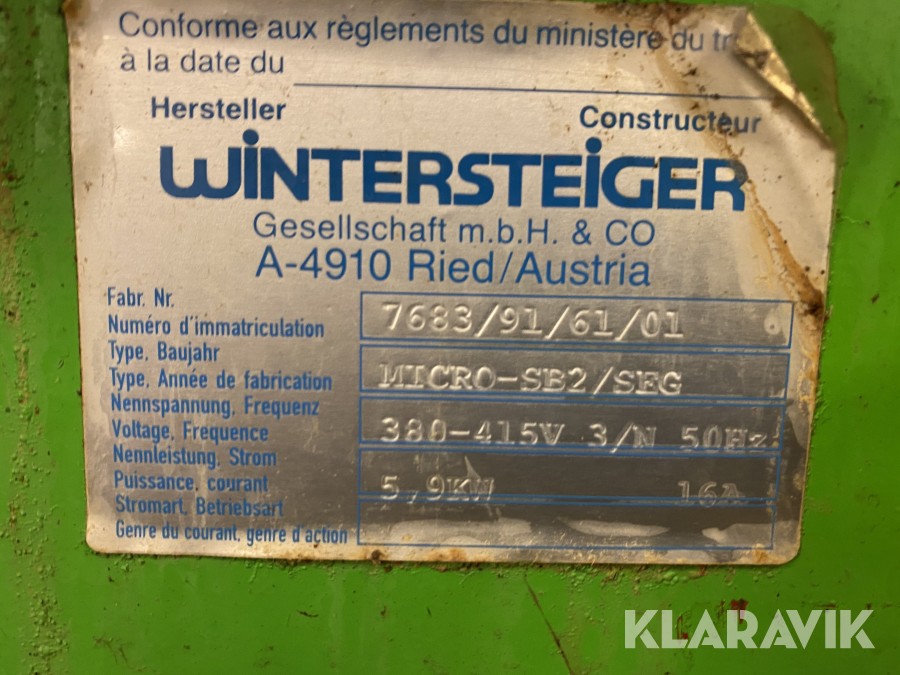 Conforme aux règlements du ministère du
à la date du
Hersteller Constructeur
WiNTERSTEiGER
Gesellschaft m.b.H. & CO
A-4910 Ried/Austria
Fabr. Nr.
Numéro d'immatriculation 7683/91/61/01
Type, Baujahr
Type, Année de fabrication MICRO-SB2/SEG
Nennspannung, Frequenz
Voltage, Frequence 380-415V 3/N 50Hz
Nennleistung, Strom
Puissance, courant 5,9KW 16A
Stromart, Betriebsart
Genre du courant, genre d'action
KLARAVIK